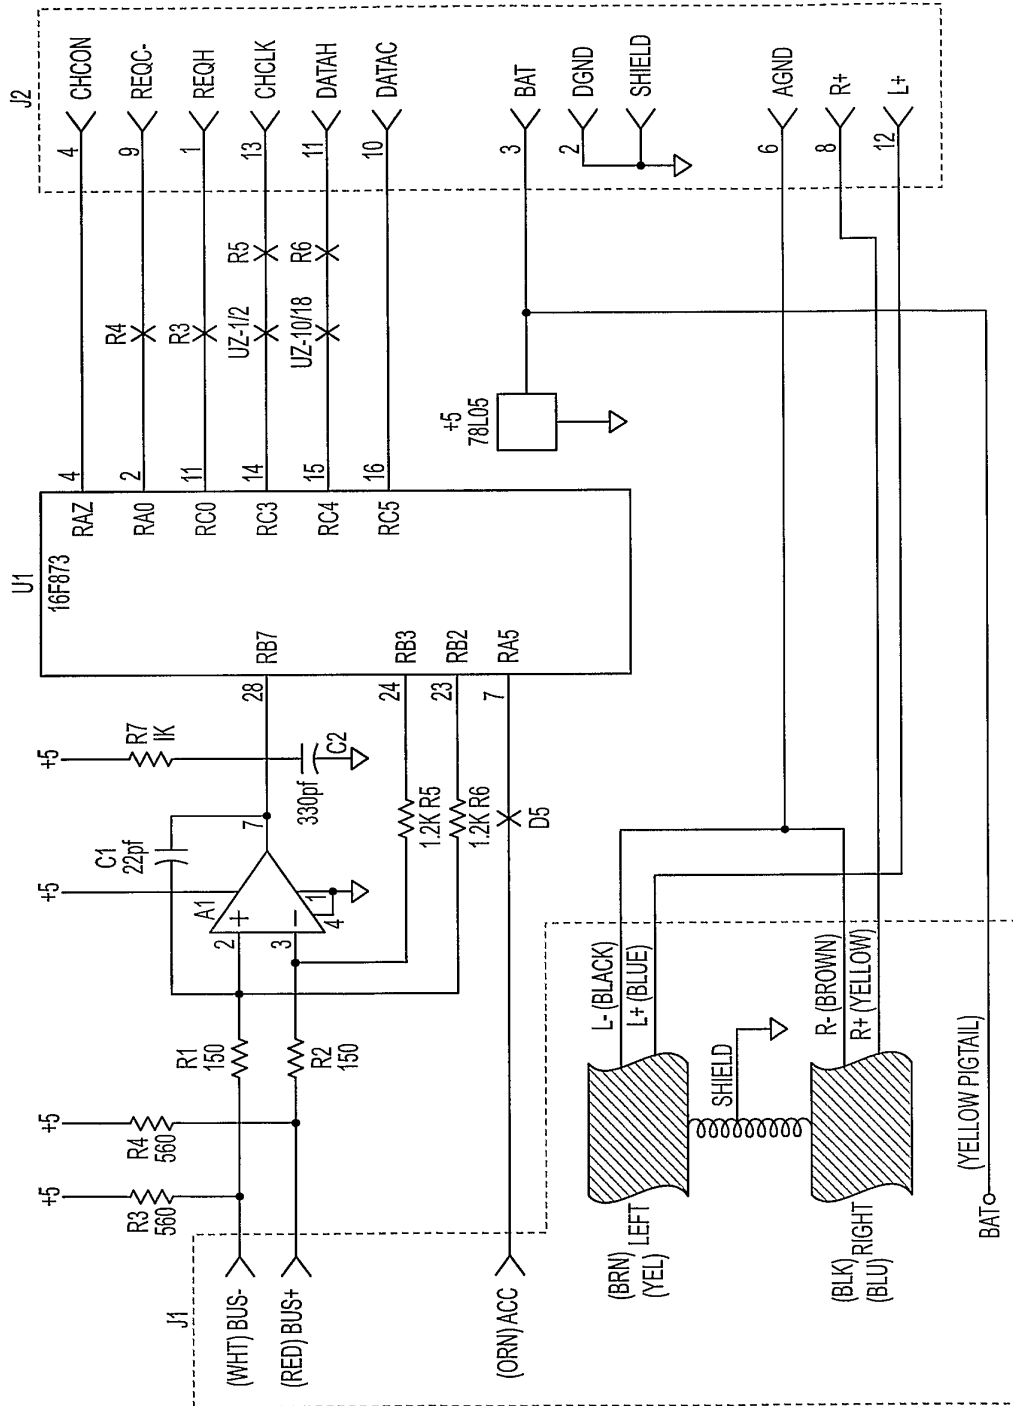 J2
4 CHCON
9 REQC-
1 REQH
13 CHCLK
11 DATAH
10 DATAC
3 BAT
2 DGND
SHIELD
6 AGND
8 R+
12 L+
R4
R3
R5
UZ-1/2
R6
UZ-10/18
+5
78L05
U1
16F873
4 RAZ
2 RA0
11 RC0
14 RC3
15 RC4
16 RC5
RB7 28
RB3 24
RB2 23
RA5 7
+5
R7
IK
330pf
C2
C1
22pf
+5
A1
7
+
-
2
3
1
4
1.2K R5
1.2K R6
D5
R1
150
R2
150
+5
R4
560
+5
R3
560
J1
(WHT) BUS-
(RED) BUS+
(ORN) ACC
L- (BLACK)
L+ (BLUE)
R- (BROWN)
R+ (YELLOW)
SHIELD
(BRN)
LEFT
(YEL)
(BLK)
RIGHT
(BLU)
(YELLOW PIGTAIL)
BAT